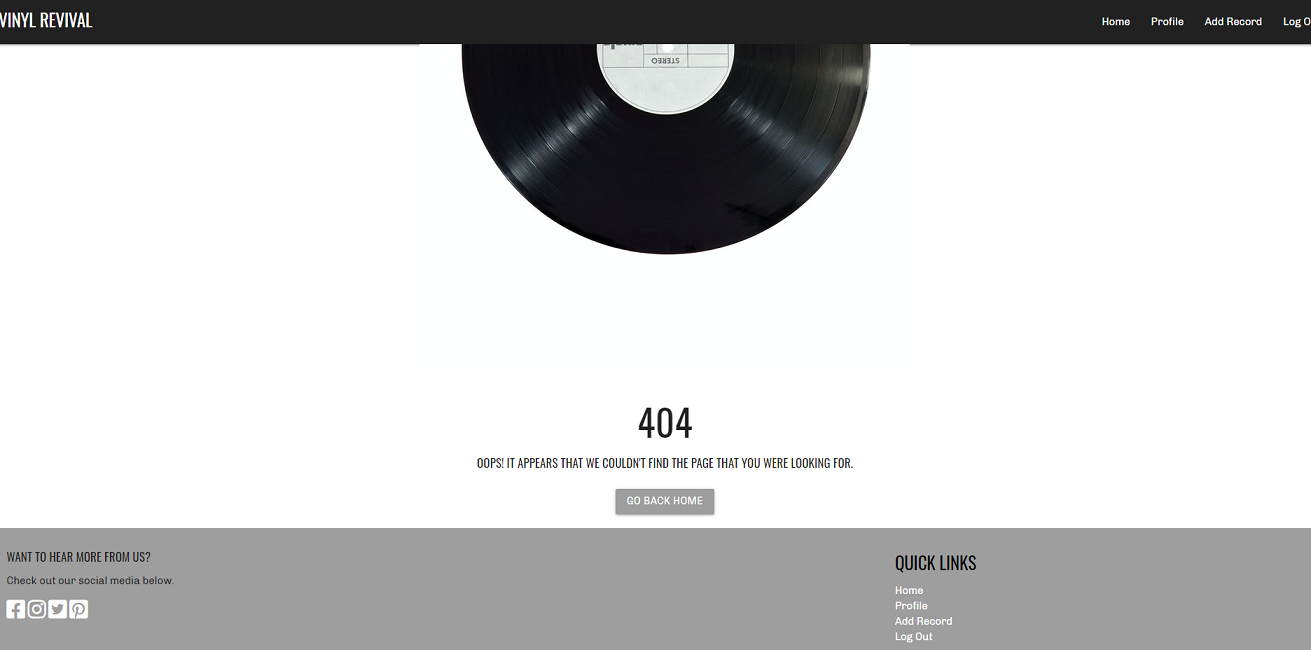 VINYL REVIVAL
Home Profile Add Record Log O
STEREO
404
OOPS! IT APPEARS THAT WE COULDN'T FIND THE PAGE THAT YOU WERE LOOKING FOR.
GO BACK HOME
WANT TO HEAR MORE FROM US?
Check out our social media below.
QUICK LINKS
Home
Profile
Add Record
Log Out